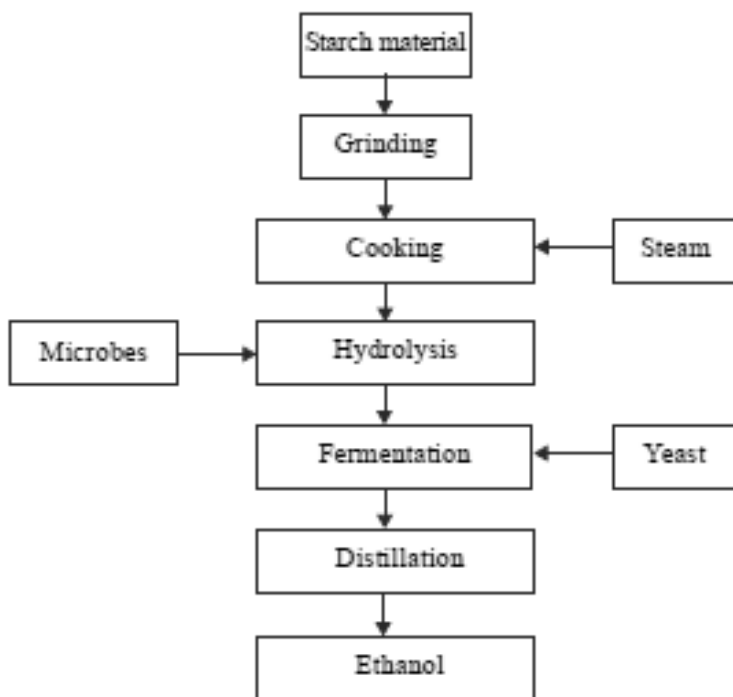 Starch material
Grinding
Cooking
Steam
Microbes
Hydrolysis
Fermentation
Yeast
Distillation
Ethanol